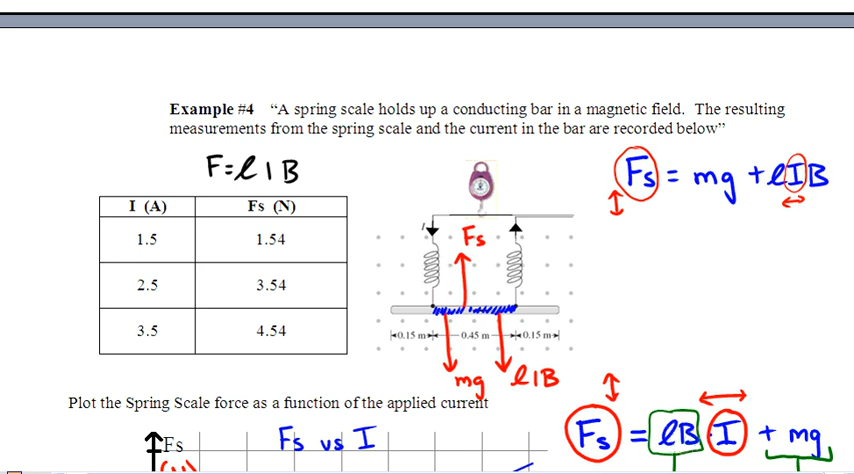 Example #4 "A spring scale holds up a conducting bar in a magnetic field. The resulting
measurements from the spring scale and the current in the bar are recorded below"
F=lIB
Fs = mg + lIB
I (A) Fs (N)
1.5 1.54
2.5 3.54
3.5 4.54
I
Fs
0.15 m 0.45 m 0.15 m
mg lIB
Plot the Spring Scale force as a function of the applied current
Fs = lB · I + mg
Fs
Fs vs I